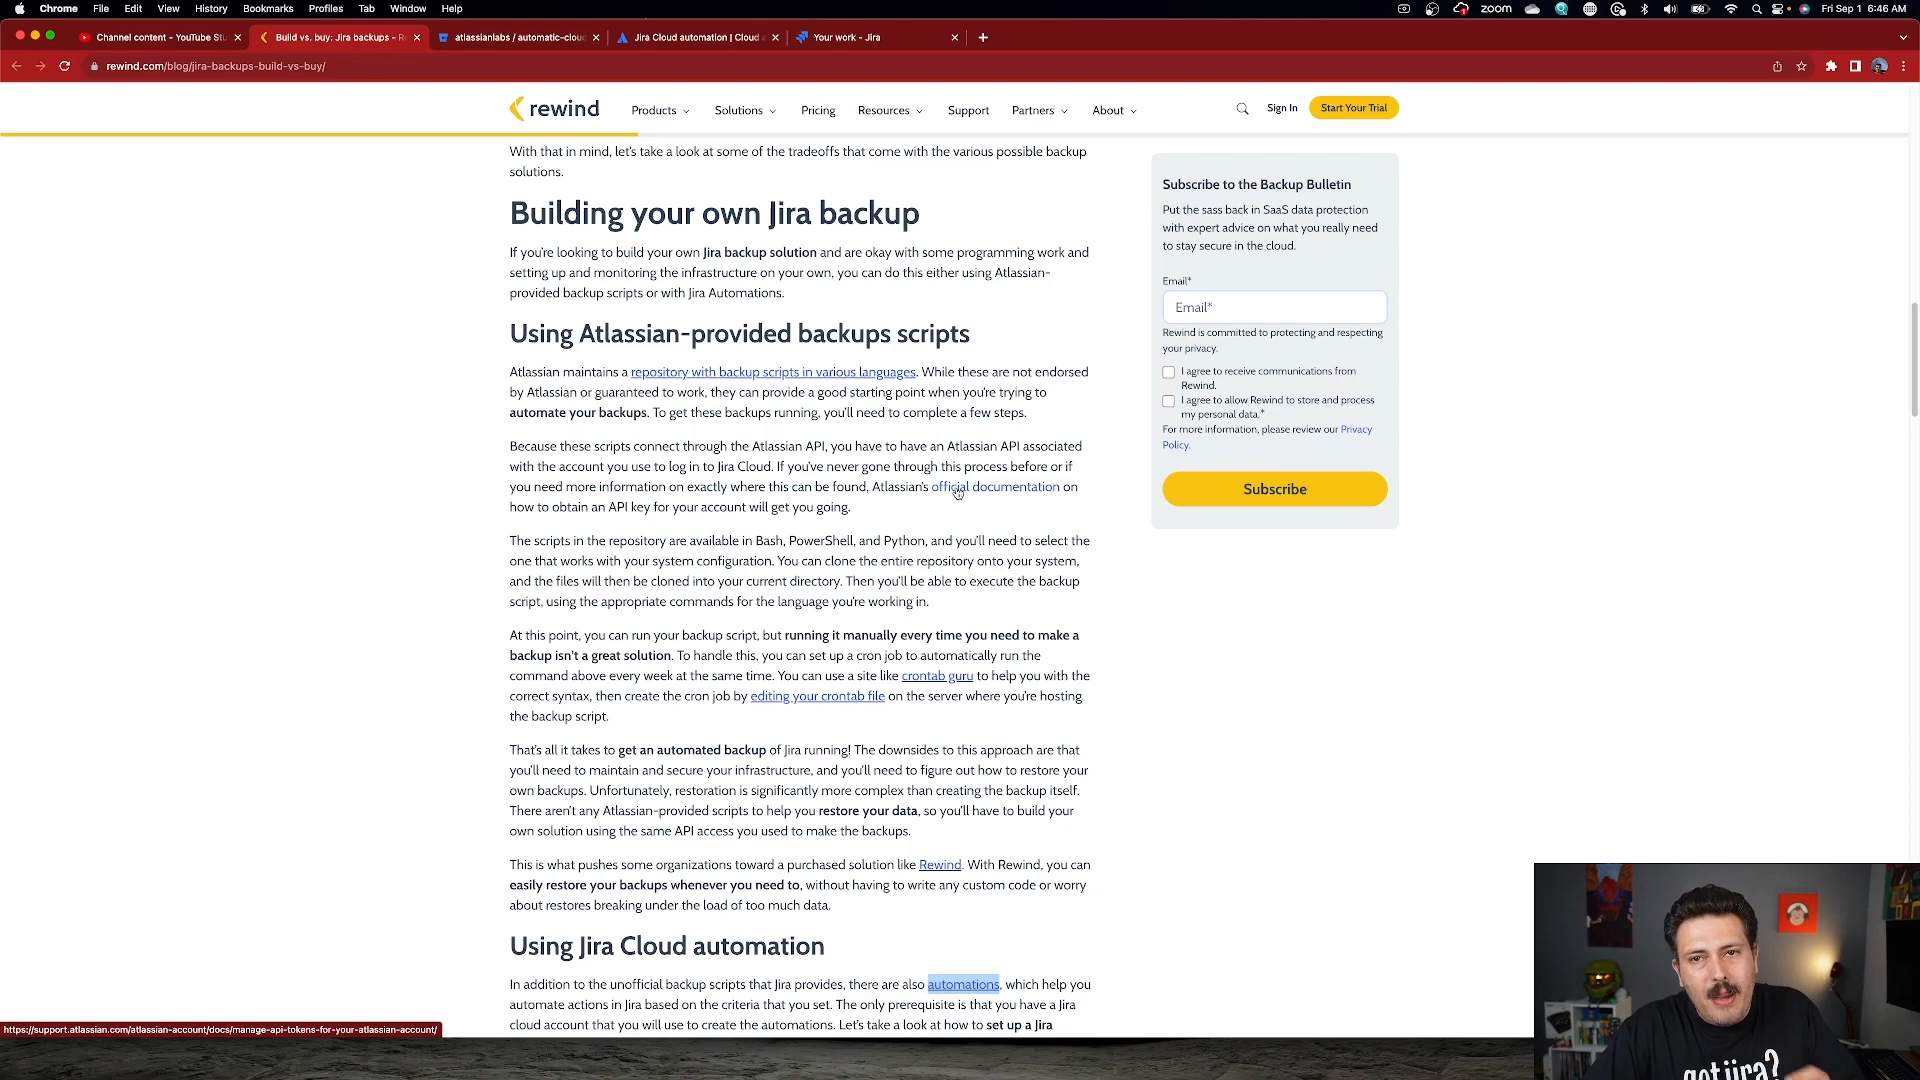 Chrome File Edit View History Bookmarks Profiles Tab Window Help
zoom
Fri Sep 1 6:46 AM
Channel content - YouTube Stu
Build vs. buy: Jira backups - R
atlassianlabs / automatic-clou
Jira Cloud automation | Cloud
Your work - Jira
rewind.com/blog/jira-backups-build-vs-buy/
rewind
Products
Solutions
Pricing
Resources
Support
Partners
About
Sign In
Start Your Trial
With that in mind, let's take a look at some of the tradeoffs that come with the various possible backup
solutions.
Building your own Jira backup
If you're looking to build your own Jira backup solution and are okay with some programming work and
setting up and monitoring the infrastructure on your own, you can do this either using Atlassian-
provided backup scripts or with Jira Automations.
Using Atlassian-provided backups scripts
Atlassian maintains a repository with backup scripts in various languages. While these are not endorsed
by Atlassian or guaranteed to work, they can provide a good starting point when you're trying to
automate your backups. To get these backups running, you'll need to complete a few steps.
Because these scripts connect through the Atlassian API, you have to have an Atlassian API associated
with the account you use to log in to Jira Cloud. If you've never gone through this process before or if
you need more information on exactly where this can be found, Atlassian's official documentation on
how to obtain an API key for your account will get you going.
The scripts in the repository are available in Bash, PowerShell, and Python, and you'll need to select the
one that works with your system configuration. You can clone the entire repository onto your system,
and the files will then be cloned into your current directory. Then you'll be able to execute the backup
script, using the appropriate commands for the language you're working in.
At this point, you can run your backup script, but running it manually every time you need to make a
backup isn't a great solution. To handle this, you can set up a cron job to automatically run the
command above every week at the same time. You can use a site like crontab guru to help you with the
correct syntax, then create the cron job by editing your crontab file on the server where you're hosting
the backup script.
That's all it takes to get an automated backup of Jira running! The downsides to this approach are that
you'll need to maintain and secure your infrastructure, and you'll need to figure out how to restore your
own backups. Unfortunately, restoration is significantly more complex than creating the backup itself.
There aren't any Atlassian-provided scripts to help you restore your data, so you'll have to build your
own solution using the same API access you used to make the backups.
This is what pushes some organizations toward a purchased solution like Rewind. With Rewind, you can
easily restore your backups whenever you need to, without having to write any custom code or worry
about restores breaking under the load of too much data.
Using Jira Cloud automation
In addition to the unofficial backup scripts that Jira provides, there are also automations, which help you
automate actions in Jira based on the criteria that you set. The only prerequisite is that you have a Jira
cloud account that you will use to create the automations. Let's take a look at how to set up a Jira
Subscribe to the Backup Bulletin
Put the sass back in SaaS data protection
with expert advice on what you really need
to stay secure in the cloud.
Email*
Email*
Rewind is committed to protecting and respecting
your privacy.
I agree to receive communications from
Rewind.
I agree to allow Rewind to store and process
my personal data.*
For more information, please review our Privacy
Policy.
Subscribe
https://support.atlassian.com/atlassian-account/docs/manage-api-tokens-for-your-atlassian-account/
got jira?